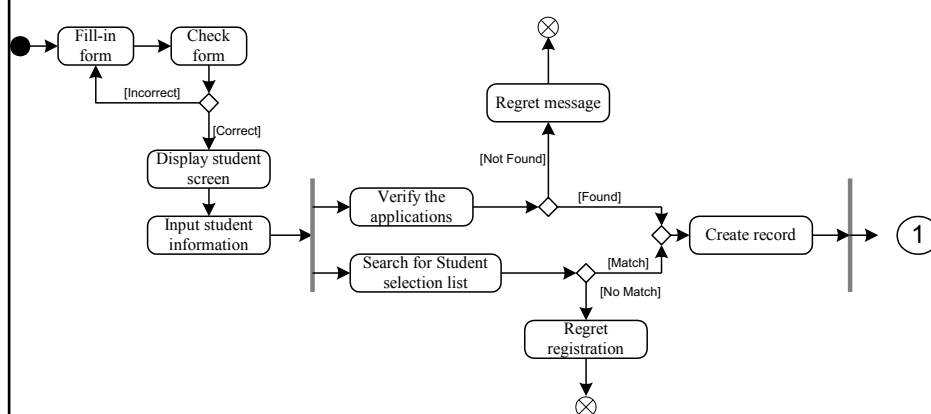 Fill-in
form
Check
form
[Incorrect]
[Correct]
Display student
screen
Input student
information
Regret message
[Not Found]
Verify the
applications
[Found]
Search for Student
selection list
[Match]
[No Match]
Regret
registration
Create record
1